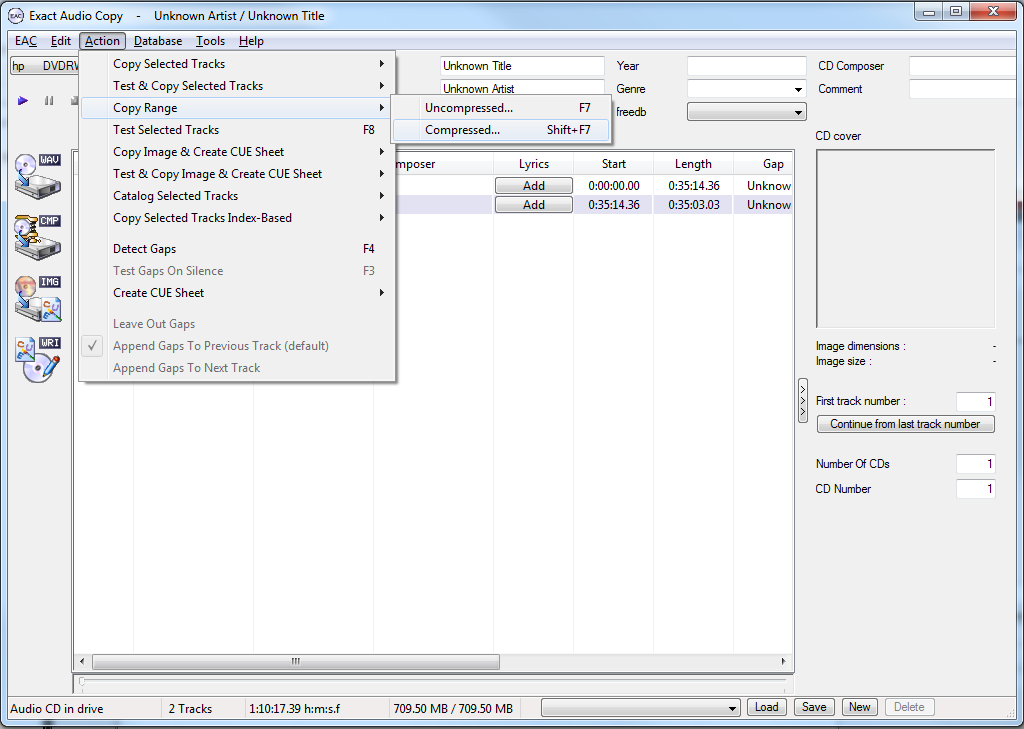 Exact Audio Copy - Unknown Artist / Unknown Title
EAC Edit Action Database Tools Help
hp DVDRW
Unknown Title
Unknown Artist
Year
Genre
freedb
CD Composer
Comment
Copy Selected Tracks
Test & Copy Selected Tracks
Copy Range
Test Selected Tracks F8
Copy Image & Create CUE Sheet
Test & Copy Image & Create CUE Sheet
Catalog Selected Tracks
Copy Selected Tracks Index-Based
Detect Gaps F4
Test Gaps On Silence F3
Create CUE Sheet
Leave Out Gaps
Append Gaps To Previous Track (default)
Append Gaps To Next Track
Uncompressed... F7
Compressed... Shift+F7
WAV
CMP
IMG
WRI
mposer Lyrics Start Length Gap
Add 0:00:00.00 0:35:14.36 Unknow
Add 0:35:14.36 0:35:03.03 Unknow
CD cover
Image dimensions : -
Image size : -
First track number : 1
Continue from last track number
Number Of CDs 1
CD Number 1
Audio CD in drive 2 Tracks 1:10:17.39 h:m:s.f 709.50 MB / 709.50 MB Load Save New Delete